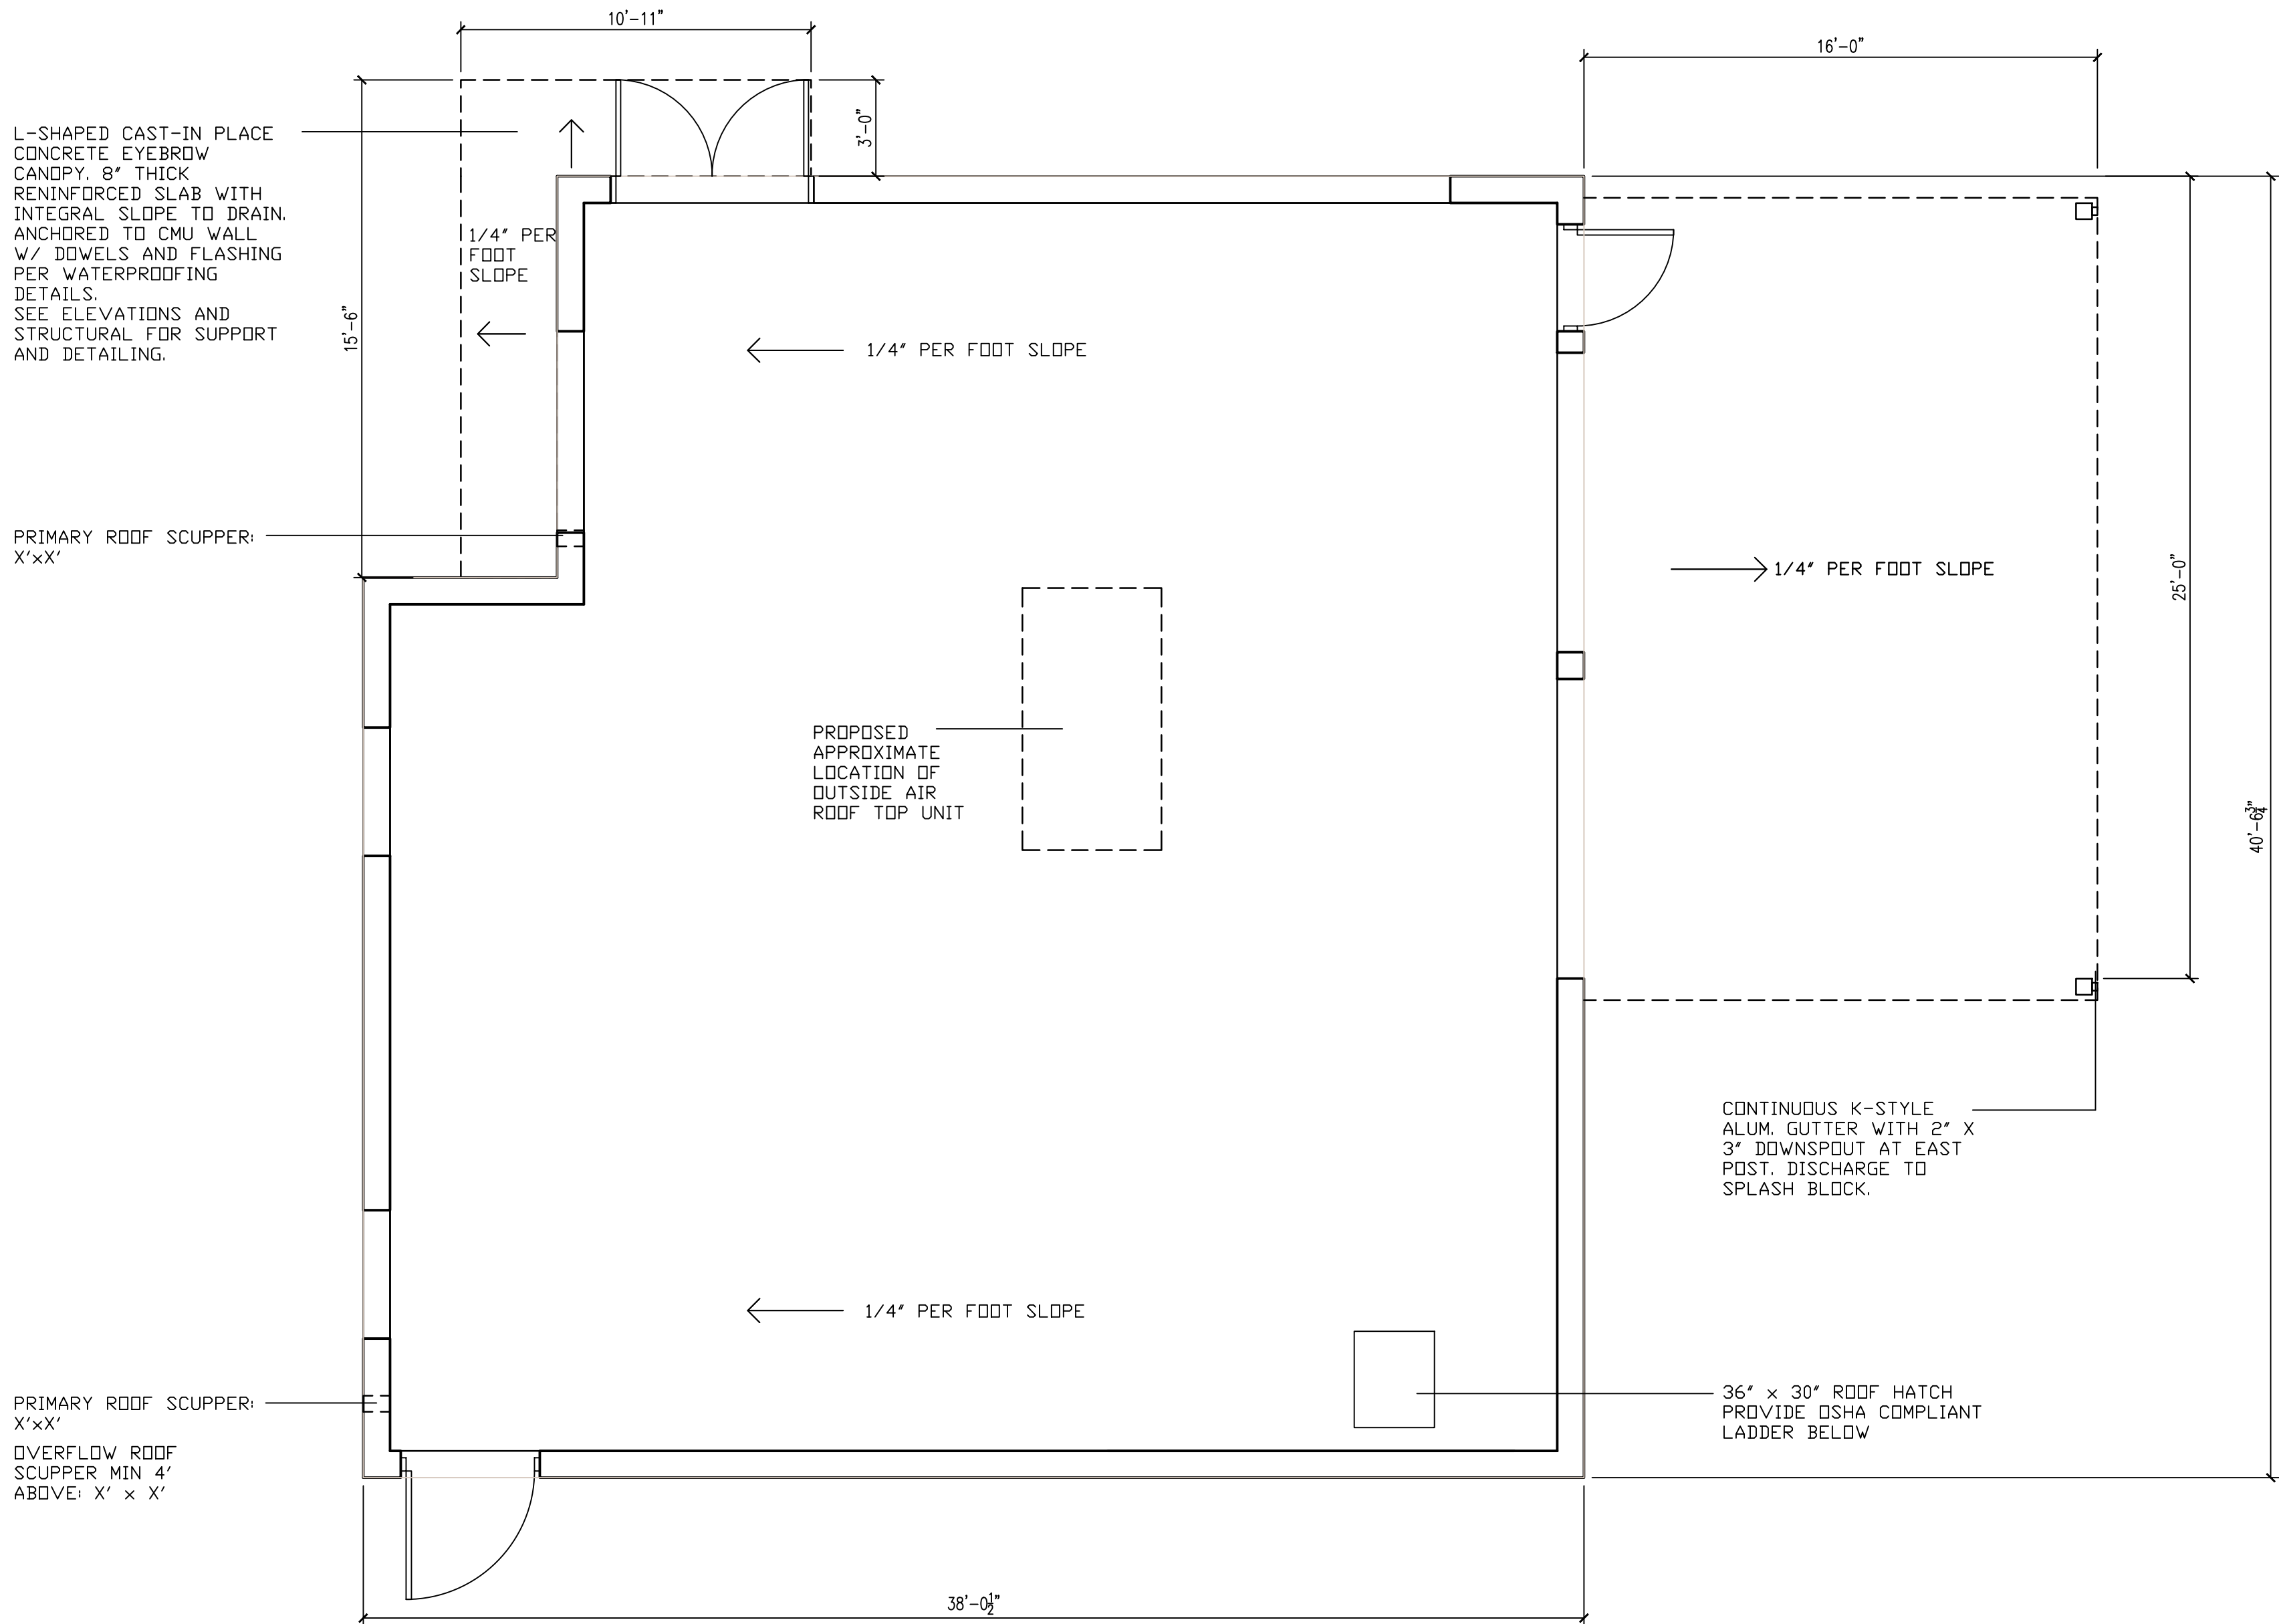 10'-11"
16'-0"
3'-0"
L-SHAPED CAST-IN PLACE
CONCRETE EYEBROW
CANOPY. 8" THICK
RENINFORCED SLAB WITH
INTEGRAL SLOPE TO DRAIN.
ANCHORED TO CMU WALL
W/ DOWELS AND FLASHING
PER WATERPROOFING
DETAILS.
SEE ELEVATIONS AND
STRUCTURAL FOR SUPPORT
AND DETAILING.
15'-6"
1/4" PER
FOOT
SLOPE
1/4" PER FOOT SLOPE
PRIMARY ROOF SCUPPER:
X'xX'
1/4" PER FOOT SLOPE
25'-0"
40'-6 3/4"
PROPOSED
APPROXIMATE
LOCATION OF
OUTSIDE AIR
ROOF TOP UNIT
CONTINUOUS K-STYLE
ALUM. GUTTER WITH 2" X
3" DOWNSPOUT AT EAST
POST. DISCHARGE TO
SPLASH BLOCK.
1/4" PER FOOT SLOPE
PRIMARY ROOF SCUPPER:
X'xX'
OVERFLOW ROOF
SCUPPER MIN 4'
ABOVE: X' x X'
36" x 30" ROOF HATCH
PROVIDE OSHA COMPLIANT
LADDER BELOW
38'-0 1/2"